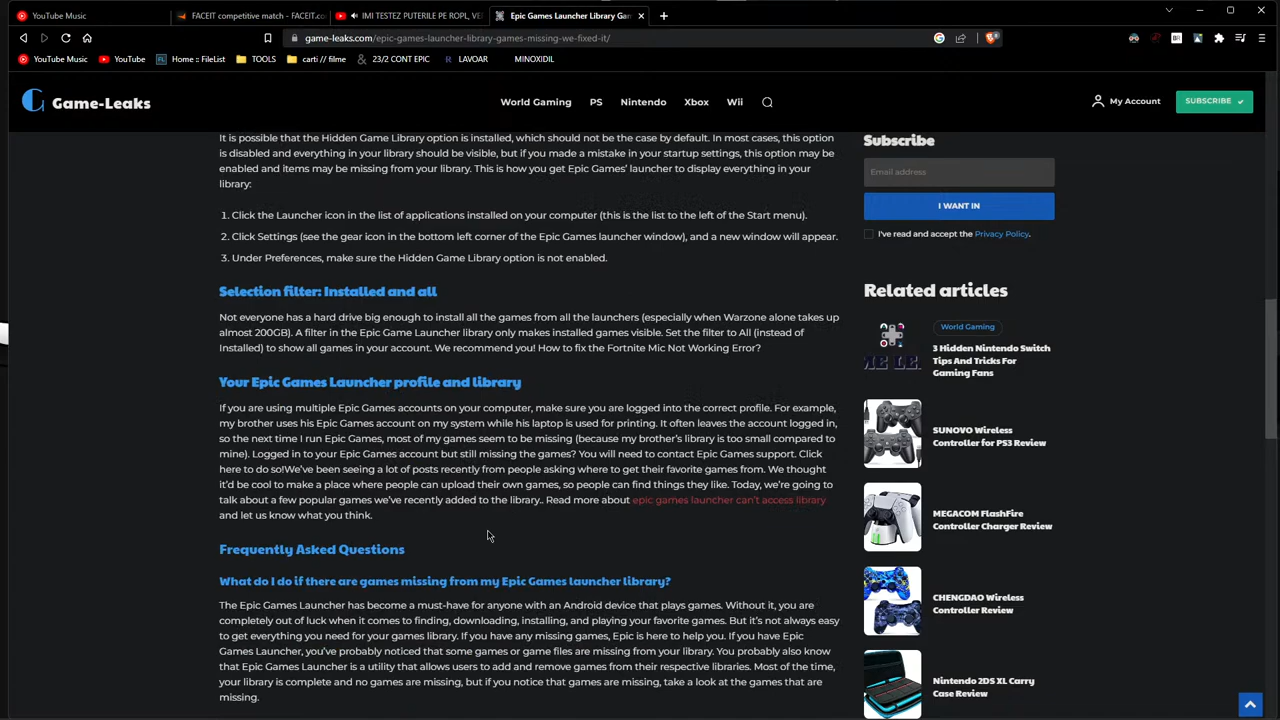 YouTube Music
FACEIT competitive match - FACEIT.co
IMI TESTEZ PUTERILE PE ROPL, VE
Epic Games Launcher Library Gan
game-leaks.com/epic-games-launcher-library-games-missing-we-fixed-it/
YouTube Music
YouTube
Home :: FileList
TOOLS
carti // filme
23/2 CONT EPIC
LAVOAR
MINOXIDIL
Game-Leaks
World Gaming
PS
Nintendo
Xbox
Wii
My Account
SUBSCRIBE
It is possible that the Hidden Game Library option is installed, which should not be the case by default. In most cases, this option
is disabled and everything in your library should be visible, but if you made a mistake in your startup settings, this option may be
enabled and items may be missing from your library. This is how you get Epic Games' launcher to display everything in your
library:
1. Click the Launcher icon in the list of applications installed on your computer (this is the list to the left of the Start menu).
2. Click Settings (see the gear icon in the bottom left corner of the Epic Games launcher window), and a new window will appear.
3. Under Preferences, make sure the Hidden Game Library option is not enabled.
Selection filter: Installed and all
Not everyone has a hard drive big enough to install all the games from all the launchers (especially when Warzone alone takes up
almost 200GB). A filter in the Epic Game Launcher library only makes installed games visible. Set the filter to All (instead of
Installed) to show all games in your account. We recommend you! How to fix the Fortnite Mic Not Working Error?
Your Epic Games Launcher profile and library
If you are using multiple Epic Games accounts on your computer, make sure you are logged into the correct profile. For example,
my brother uses his Epic Games account on my system while his laptop is used for printing. It often leaves the account logged in,
so the next time I run Epic Games, most of my games seem to be missing (because my brother's library is too small compared to
mine). Logged in to your Epic Games account but still missing the games? You will need to contact Epic Games support. Click
here to do so!We've been seeing a lot of posts recently from people asking where to get their favorite games from. We thought
it'd be cool to make a place where people can upload their own games, so people can find things they like. Today, we're going to
talk about a few popular games we've recently added to the library.. Read more about epic games launcher can't access library
and let us know what you think.
Frequently Asked Questions
What do I do if there are games missing from my Epic Games launcher library?
The Epic Games Launcher has become a must-have for anyone with an Android device that plays games. Without it, you are
completely out of luck when it comes to finding, downloading, installing, and playing your favorite games. But it's not always easy
to get everything you need for your games library. If you have any missing games, Epic is here to help you. If you have Epic
Games Launcher, you've probably noticed that some games or game files are missing from your library. You probably also know
that Epic Games Launcher is a utility that allows users to add and remove games from their respective libraries. Most of the time,
your library is complete and no games are missing, but if you notice that games are missing, take a look at the games that are
missing.
Subscribe
Email address
I WANT IN
I've read and accept the Privacy Policy.
Related articles
World Gaming
3 Hidden Nintendo Switch
Tips And Tricks For
Gaming Fans
SUNOVO Wireless
Controller for PS3 Review
MEGACOM FlashFire
Controller Charger Review
CHENGDAO Wireless
Controller Review
Nintendo 2DS XL Carry
Case Review